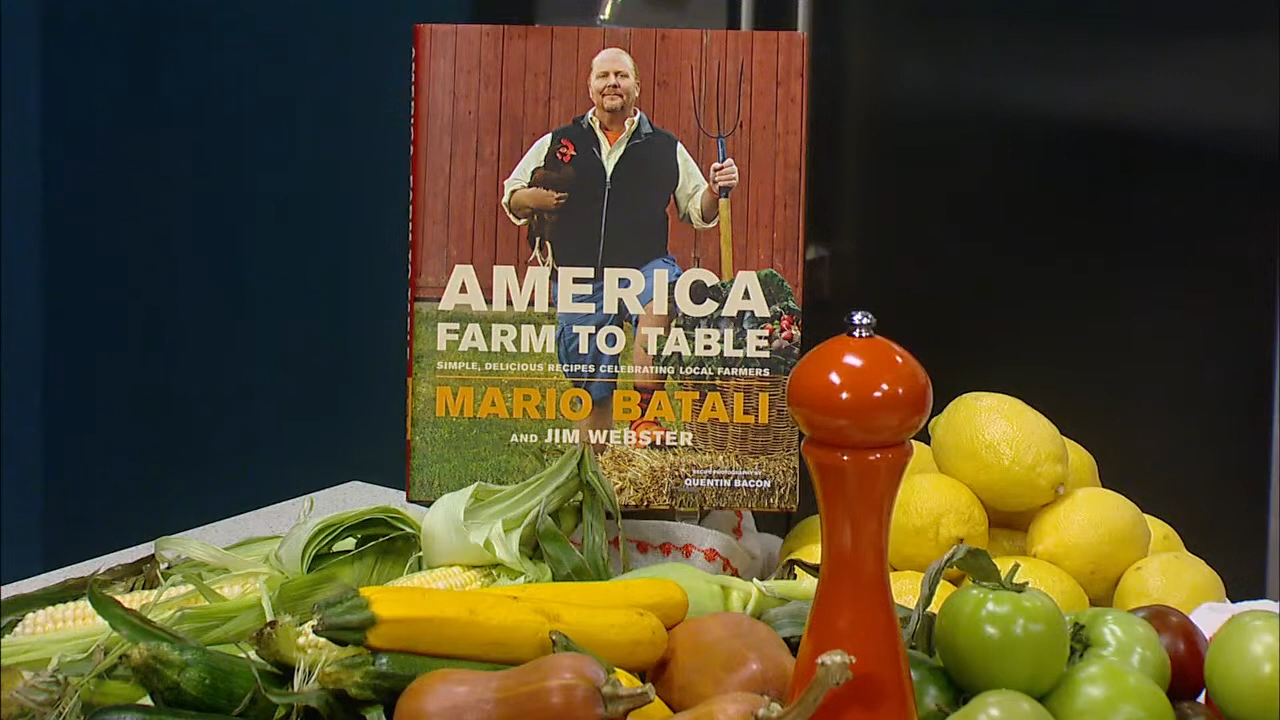 AMERICA
FARM TO TABLE
SIMPLE, DELICIOUS RECIPES CELEBRATING LOCAL FARMERS
MARIO BATALI
AND JIM WEBSTER
RECIPE PHOTOGRAPHY BY
QUENTIN BACON